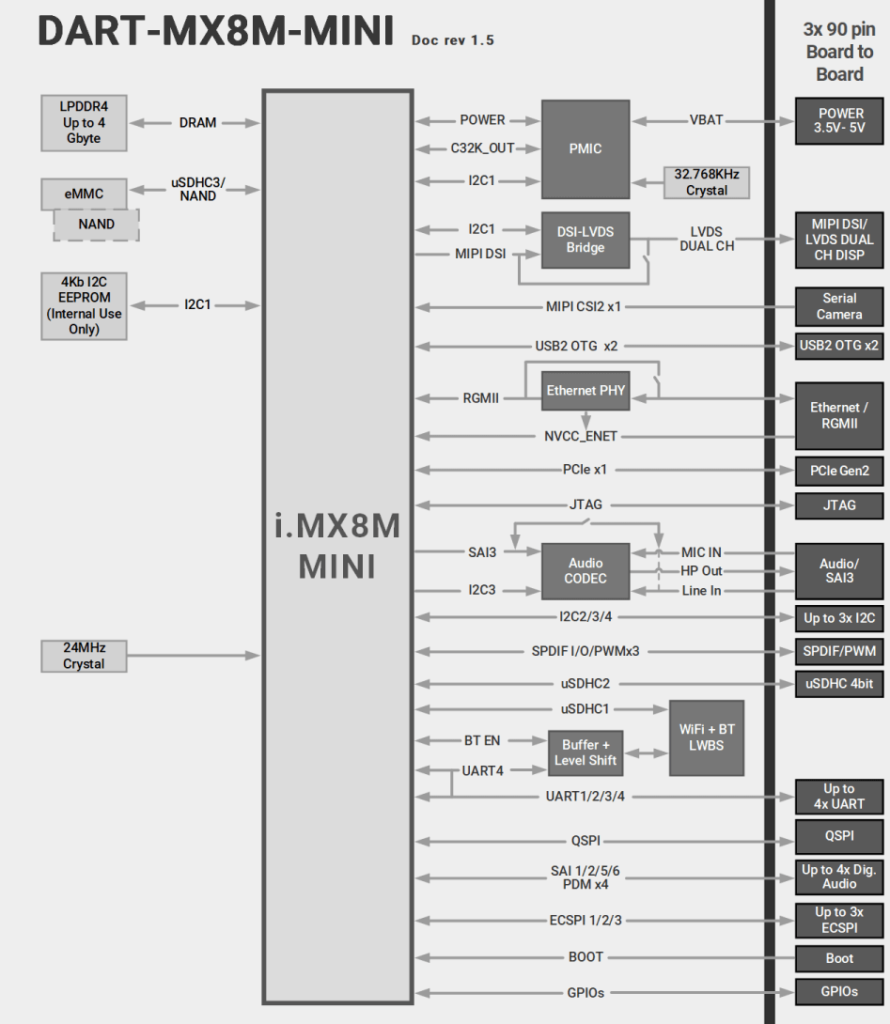 DART-MX8M-MINI Doc rev 1.5
3x 90 pin
Board to
Board
LPDDR4
Up to 4
Gbyte
DRAM
eMMC
NAND
uSDHC3/
NAND
4Kb I2C
EEPROM
(Internal Use
Only)
I2C1
24MHz
Crystal
i.MX8M
MINI
POWER
C32K_OUT
I2C1
PMIC
VBAT
POWER
3.5V- 5V
32.768KHz
Crystal
I2C1
MIPI DSI
DSI-LVDS
Bridge
LVDS
DUAL CH
MIPI DSI/
LVDS DUAL
CH DISP
MIPI CSI2 x1
Serial
Camera
USB2 OTG x2
USB2 OTG x2
RGMII
Ethernet PHY
NVCC_ENET
Ethernet /
RGMII
PCIe x1
PCIe Gen2
JTAG
JTAG
SAI3
I2C3
Audio
CODEC
MIC IN
HP Out
Line In
Audio/
SAI3
I2C2/3/4
Up to 3x I2C
SPDIF I/O/PWMx3
SPDIF/PWM
uSDHC2
uSDHC 4bit
uSDHC1
WiFi + BT
LWBS
BT EN
UART4
Buffer +
Level Shift
UART1/2/3/4
Up to
4x UART
QSPI
QSPI
SAI 1/2/5/6
PDM x4
Up to 4x Dig.
Audio
ECSPI 1/2/3
Up to 3x
ECSPI
BOOT
Boot
GPIOs
GPIOs